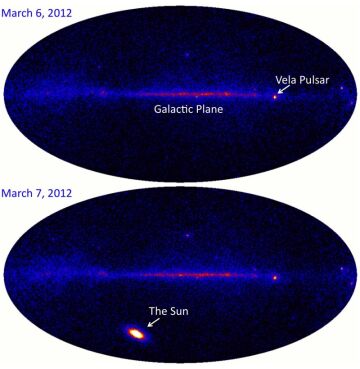 March 6, 2012
Vela Pulsar
Galactic Plane
March 7, 2012
The Sun